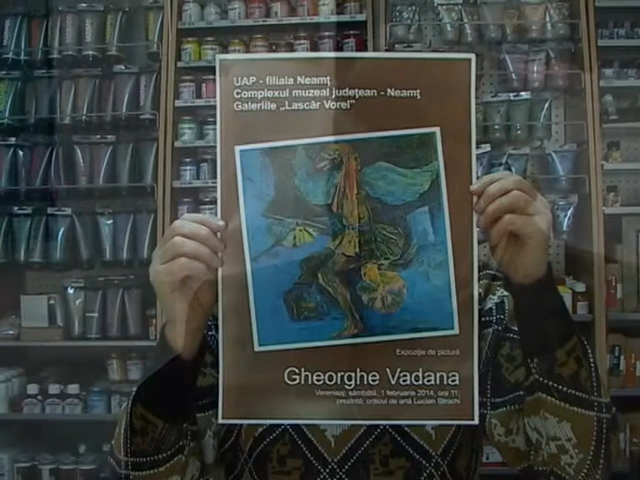 UAP - filiala Neamţ
Complexul muzeal judeţean - Neamţ
Galeriile „Lascăr Vorel"
Expoziţie de pictură
Gheorghe Vadana
Vernisaj: sâmbătă, 1 februarie 2014, ora 11,
prezintă: criticul de artă Lucian Strochi